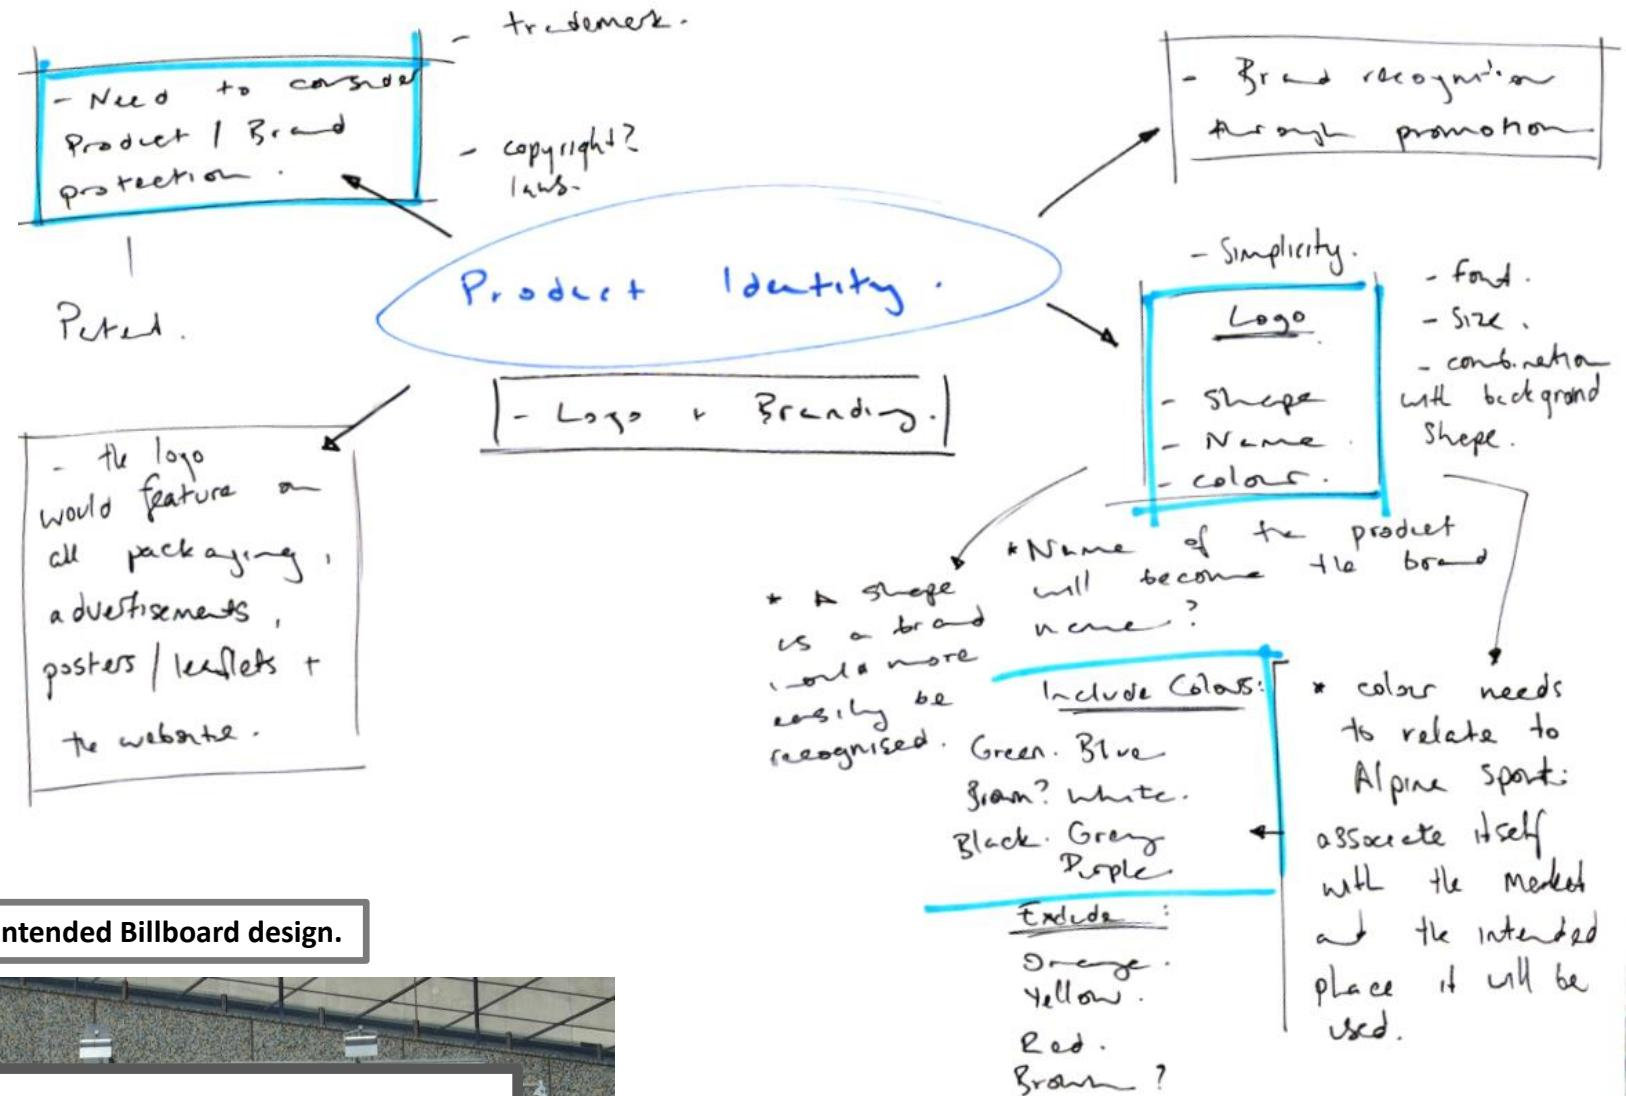 - trademark.
- Need to consider
Product / Brand
protection.
- copyright?
laws.
Patent.
Product Identity.
- Logo + Branding.
- Brand recognition
through promotion
- Simplicity.
Logo
- Shape
- Name.
- colour.
- font.
- Size.
- combination
with background
Shape.
- the logo
would feature on
all packaging,
advertisements,
posters / leaflets +
the website.
* A shape
is a brand
would more
easily be
recognised.
*Name of the product
will become the brand
name?
Include Colours:
Green. Blue
Brown? White.
Black. Grey
Purple.
Exclude:
Orange.
Yellow.
Red.
Brown?
* colour needs
to relate to
Alpine Sport:
associate itself
with the Market
and the intended
place it will be
used.
ntended Billboard design.